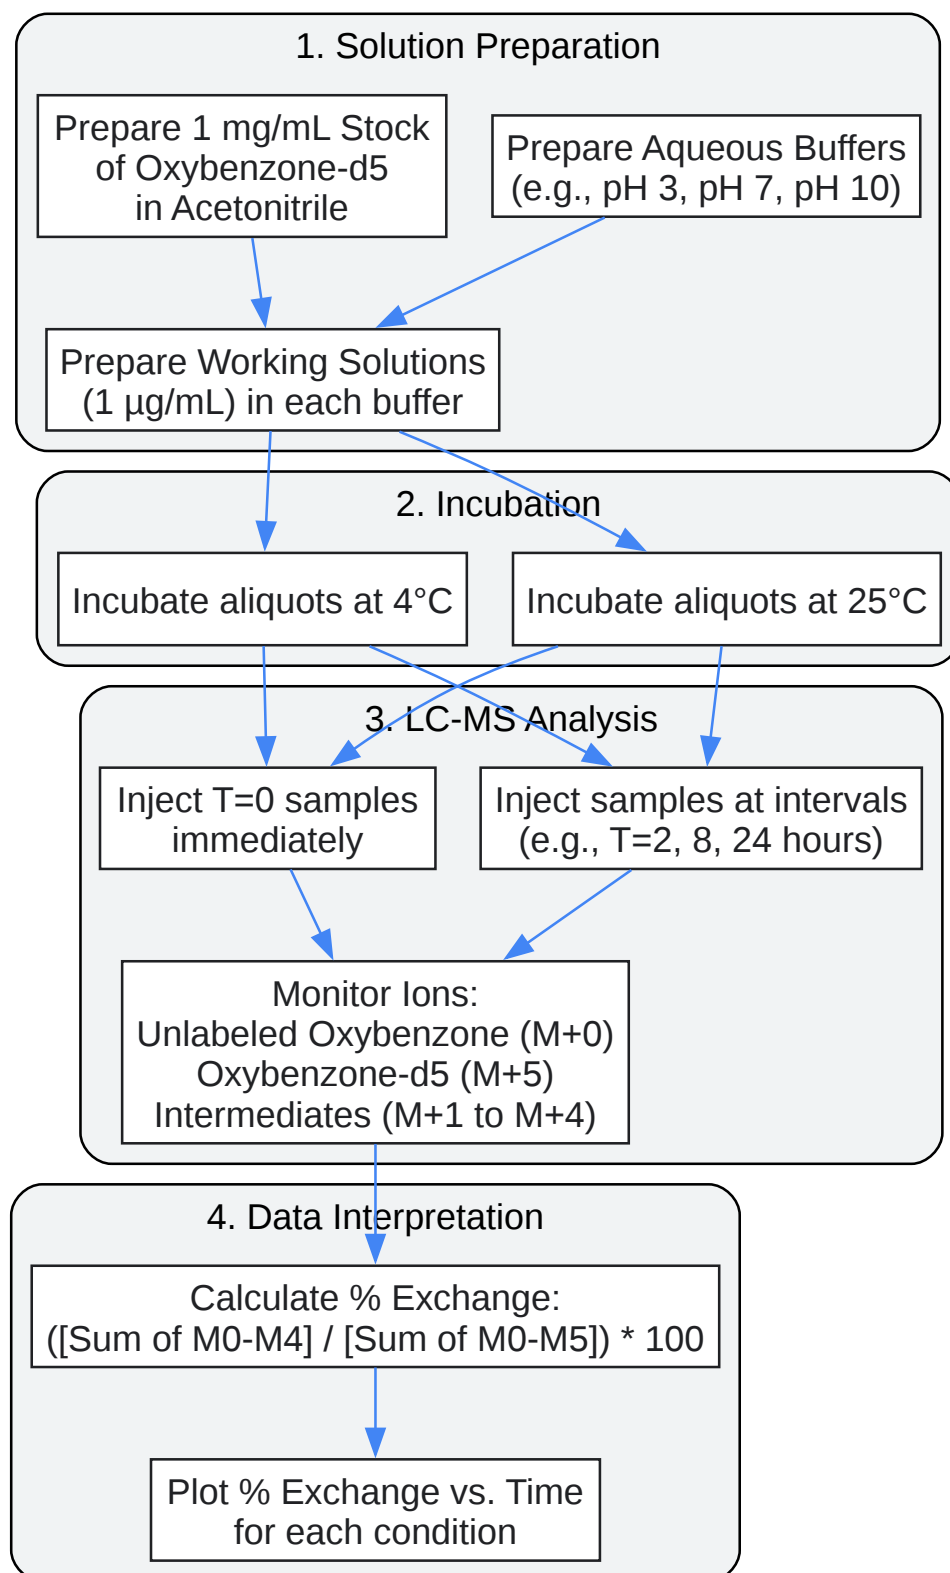 1. Solution Preparation
Prepare 1 mg/mL Stock
of Oxybenzone-d5
in Acetonitrile
Prepare Aqueous Buffers
(e.g., pH 3, pH 7, pH 10)
Prepare Working Solutions
(1 µg/mL) in each buffer
2. Incubation
Incubate aliquots at 4°C
Incubate aliquots at 25°C
3. LC-MS Analysis
Inject T=0 samples
immediately
Inject samples at intervals
(e.g., T=2, 8, 24 hours)
Monitor Ions:
Unlabeled Oxybenzone (M+0)
Oxybenzone-d5 (M+5)
Intermediates (M+1 to M+4)
4. Data Interpretation
Calculate % Exchange:
([Sum of M0-M4] / [Sum of M0-M5]) * 100
Plot % Exchange vs. Time
for each condition